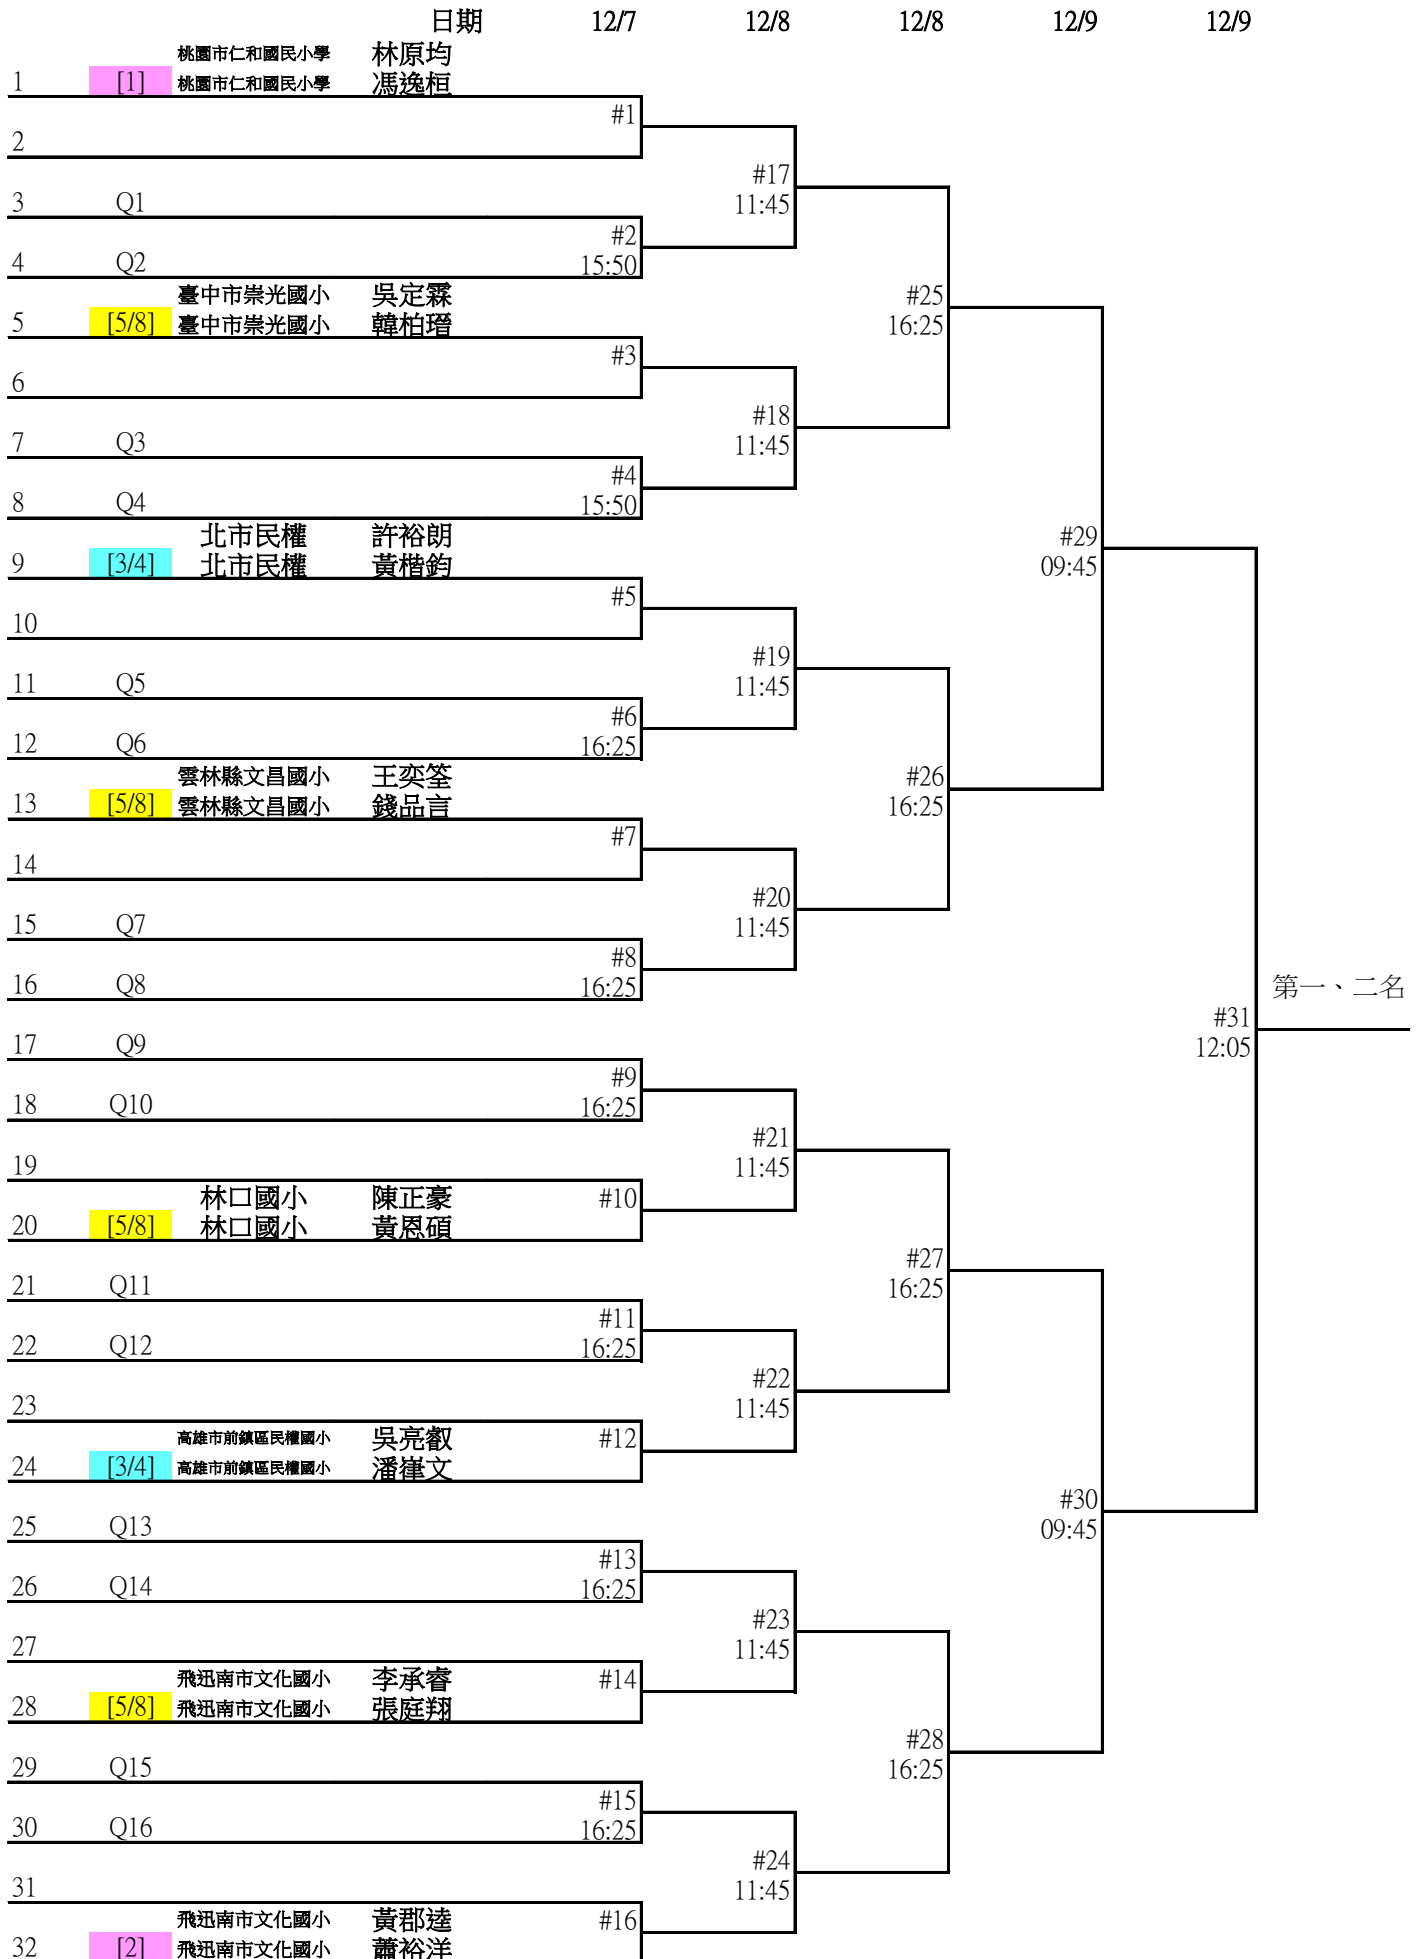 日期 12/7 12/8 12/8 12/9 12/9
桃園市仁和國民小學 林原均
1 [1] 桃園市仁和國民小學 馮逸桓
#1
2
#17
3 Q1 11:45
#2
4 Q2 15:50
臺中市崇光國小 吳定霖 #25
5 [5/8] 臺中市崇光國小 韓柏瑨 16:25
#3
6
#18
7 Q3 11:45
#4
8 Q4 15:50
北市民權 許裕朗 #29
9 [3/4] 北市民權 黃楷鈞 09:45
#5
10
#19
11 Q5 11:45
#6
12 Q6 16:25
雲林縣文昌國小 王奕筌 #26
13 [5/8] 雲林縣文昌國小 錢品言 16:25
#7
14
#20
15 Q7 11:45
#8
16 Q8 16:25
第一、二名
#31
17 Q9 12:05
#9
18 Q10 16:25
#21
19 11:45
林口國小 陳正豪 #10
20 [5/8] 林口國小 黃恩碩
#27
21 Q11 16:25
#11
22 Q12 16:25
#22
23 11:45
高雄市前鎮區民權國小 吳亮叡 #12
24 [3/4] 高雄市前鎮區民權國小 潘嵂文
#30
25 Q13 09:45
#13
26 Q14 16:25
#23
27 11:45
飛迅南市文化國小 李承睿 #14
28 [5/8] 飛迅南市文化國小 張庭翔
#28
29 Q15 16:25
#15
30 Q16 16:25
#24
31 11:45
飛迅南市文化國小 黃郡逵 #16
32 [2] 飛迅南市文化國小 蕭裕洋